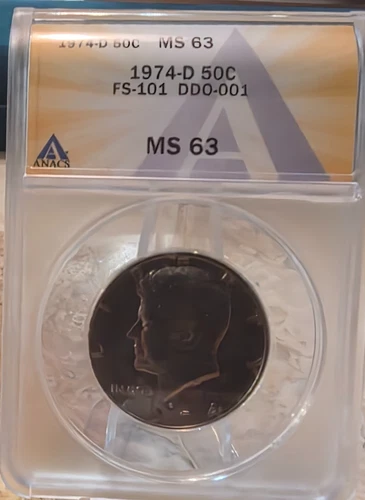 1974-D 50C MS 63
1974-D 50C
FS-101 DDO-001
MS 63
ANACS